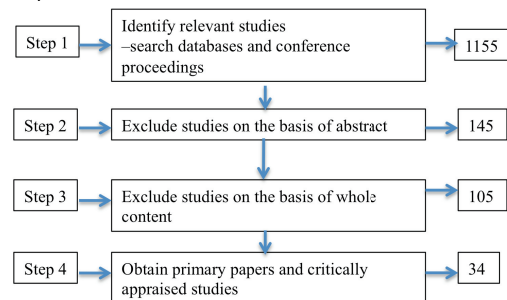 Identify relevant studies
Step 1
–search databases and conference
1155
proceedings
Step 2
Exclude studies on the basis of abstract
145
Step 3
Exclude studies on the basis of whole
105
content
Step 4
Obtain primary papers and critically
34
appraised studies